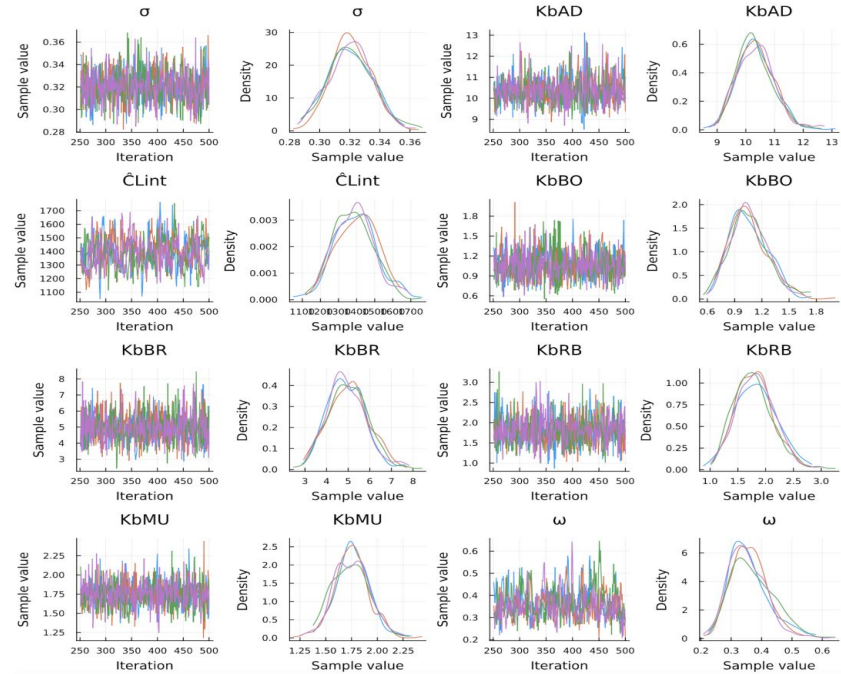 σ σ KbAD KbAD
Sample value
0.36
0.34
0.32
0.30
0.28
250 300 350 400 450 500
Iteration
Density
30
20
10
0
0.28 0.30 0.32 0.34 0.36
Sample value
Sample value
13
12
11
10
9
250 300 350 400 450 500
Iteration
Density
0.6
0.4
0.2
0.0
9 10 11 12 13
Sample value
ĈLint ĈLint KbBO KbBO
Sample value
1700
1600
1500
1400
1300
1200
1100
250 300 350 400 450 500
Iteration
Density
0.003
0.002
0.001
0.000
Sample value
Sample value
1.8
1.5
1.2
0.9
0.6
250 300 350 400 450 500
Iteration
Density
2.0
1.5
1.0
0.5
0.0
0.6 0.9 1.2 1.5 1.8
Sample value
KbBR KbBR KbRB KbRB
Sample value
8
7
6
5
4
3
250 300 350 400 450 500
Iteration
Density
0.4
0.3
0.2
0.1
0.0
3 4 5 6 7 8
Sample value
Sample value
3.0
2.5
2.0
1.5
1.0
250 300 350 400 450 500
Iteration
Density
1.00
0.75
0.50
0.25
0.00
1.0 1.5 2.0 2.5 3.0
Sample value
KbMU KbMU ω ω
Sample value
2.25
2.00
1.75
1.50
1.25
250 300 350 400 450 500
Iteration
Density
2.5
2.0
1.5
1.0
0.5
0.0
1.25 1.50 1.75 2.00 2.25
Sample value
Sample value
0.6
0.5
0.4
0.3
0.2
250 300 350 400 450 500
Iteration
Density
6
4
2
0
0.2 0.3 0.4 0.5 0.6
Sample value